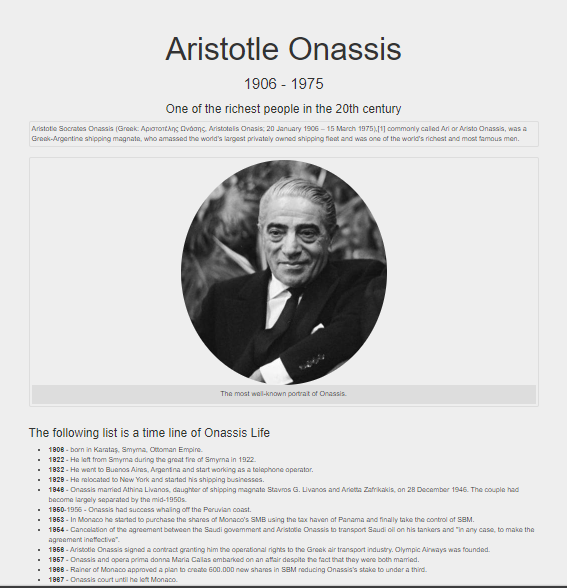 Aristotle Onassis
1906 - 1975
One of the richest people in the 20th century
Aristotle Socrates Onassis (Greek: Αριστοτέλης Ωνάσης, Aristotelis Onasis; 20 January 1906 – 15 March 1975),[1] commonly called Ari or Aristo Onassis, was a
Greek-Argentine shipping magnate, who amassed the world's largest privately owned shipping fleet and was one of the world's richest and most famous men.
The most well-known portrait of Onassis.
The following list is a time line of Onassis Life
1906 - born in Karataş, Smyrna, Ottoman Empire.
1922 - He left from Smyrna during the great fire of Smyrna in 1922.
1932 - He went to Buenos Aires, Argentina and start working as a telephone operator.
1929 - He relocated to New York and started his shipping businesses.
1946 - Onassis married Athina Livanos, daughter of shipping magnate Stavros G. Livanos and Arietta Zafrikakis, on 28 December 1946. The couple had
become largely separated by the mid-1950s.
1950-1956 - Onassis had success whaling off the Peruvian coast.
1953 - In Monaco he started to purchase the shares of Monaco's SMB using the tax haven of Panama and finally take the control of SBM.
1954 - Cancelation of the agreement between the Saudi government and Aristotle Onassis to transport Saudi oil on his tankers and "in any case, to make the
agreement ineffective".
1956 - Aristotle Onassis signed a contract granting him the operational rights to the Greek air transport industry. Olympic Airways was founded.
1957 - Onassis and opera prima donna Maria Callas embarked on an affair despite the fact that they were both married.
1966 - Rainer of Monaco approved a plan to create 600,000 new shares in SBM reducing Onassis's stake to under a third.
1967 - Onassis court until he left Monaco.